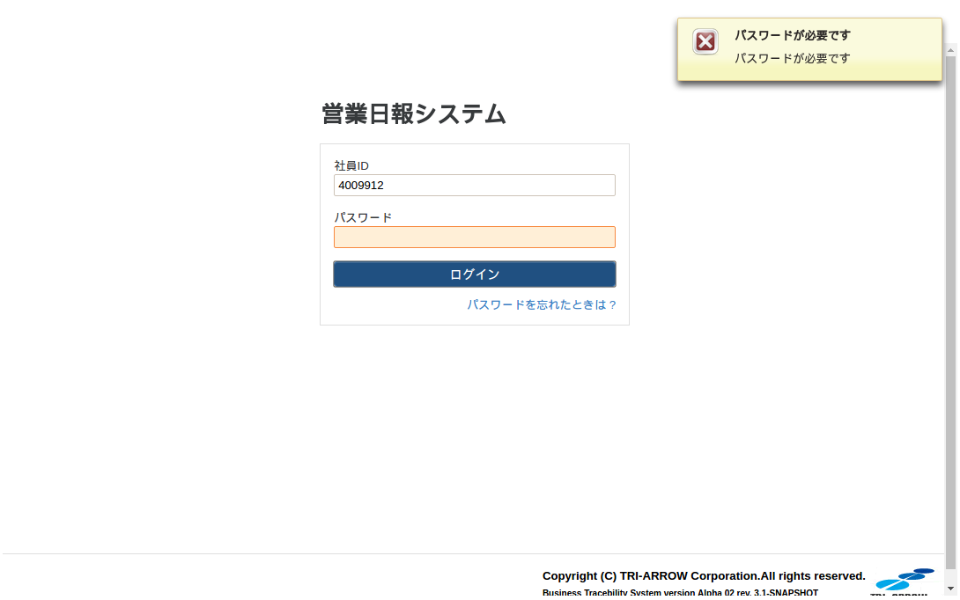 パスワードが必要です
パスワードが必要です
営業日報システム
社員ID
4009912
パスワード
ログイン
パスワードを忘れたときは？
Copyright (C) TRI-ARROW Corporation.All rights reserved.
Business Tracebility System version Alpha 02 rev. 3.1-SNAPSHOT
TRI-ARROW